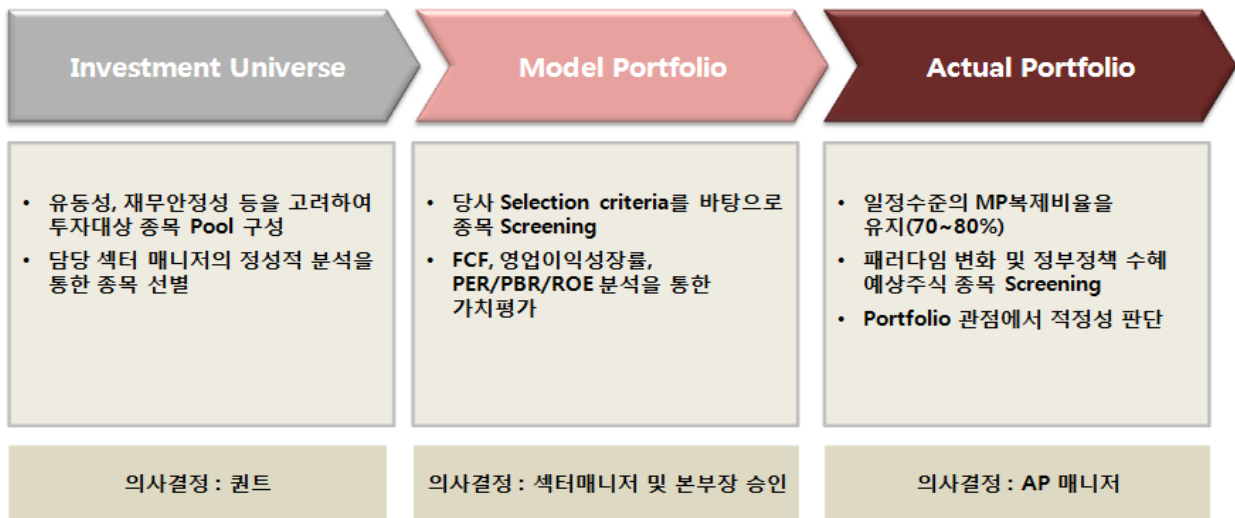 Investment Universe
Model Portfolio
Actual Portfolio
• 유동성, 재무안정성 등을 고려하여
투자대상 종목 Pool 구성
• 담당 섹터 매니저의 정성적 분석을
통한 종목 선별
• 당사 Selection criteria를 바탕으로
종목 Screening
• FCF, 영업이익성장률,
PER/PBR/ROE 분석을 통한
가치평가
• 일정수준의 MP복제비율을
유지(70~80%)
• 패러다임 변화 및 정부정책 수혜
예상주식 종목 Screening
• Portfolio 관점에서 적정성 판단
의사결정 : 퀀트
의사결정 : 섹터매니저 및 본부장 승인
의사결정 : AP 매니저